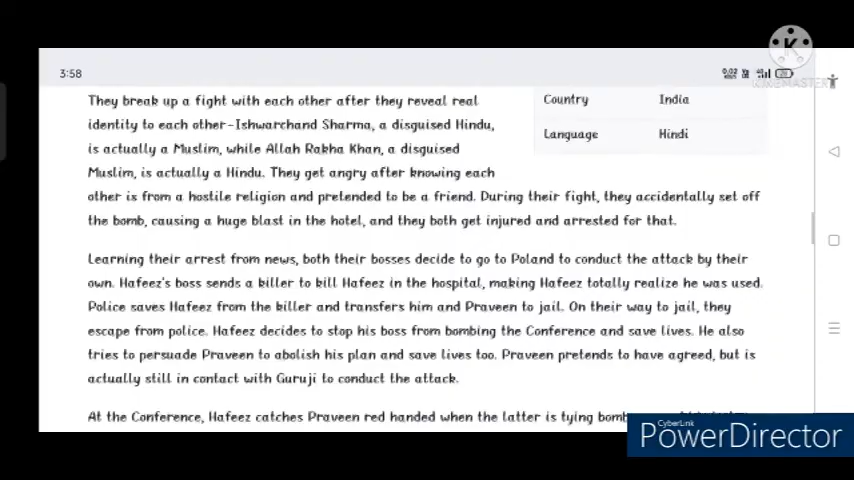 3:58
0.02
20
KINEMASTER
They break up a fight with each other after they reveal real
identity to each other-Ishwarchand Sharma, a disguised Hindu,
is actually a Muslim, while Allah Rakha Khan, a disguised
Muslim, is actually a Hindu. They get angry after knowing each
other is from a hostile religion and pretended to be a friend. During their fight, they accidentally set off
the bomb, causing a huge blast in the hotel, and they both get injured and arrested for that.
Country India
Language Hindi
Learning their arrest from news, both their bosses decide to go to Poland to conduct the attack by their
own. Hafeez's boss sends a killer to kill Hafeez in the hospital, making Hafeez totally realize he was used.
Police saves Hafeez from the killer and transfers him and Praveen to jail. On their way to jail, they
escape from police. Hafeez decides to stop his boss from bombing the Conference and save lives. He also
tries to persuade Praveen to abolish his plan and save lives too. Praveen pretends to have agreed, but is
actually still in contact with Guruji to conduct the attack.
At the Conference, Hafeez catches Praveen red handed when the latter is tying bomb
CyberLink
PowerDirector